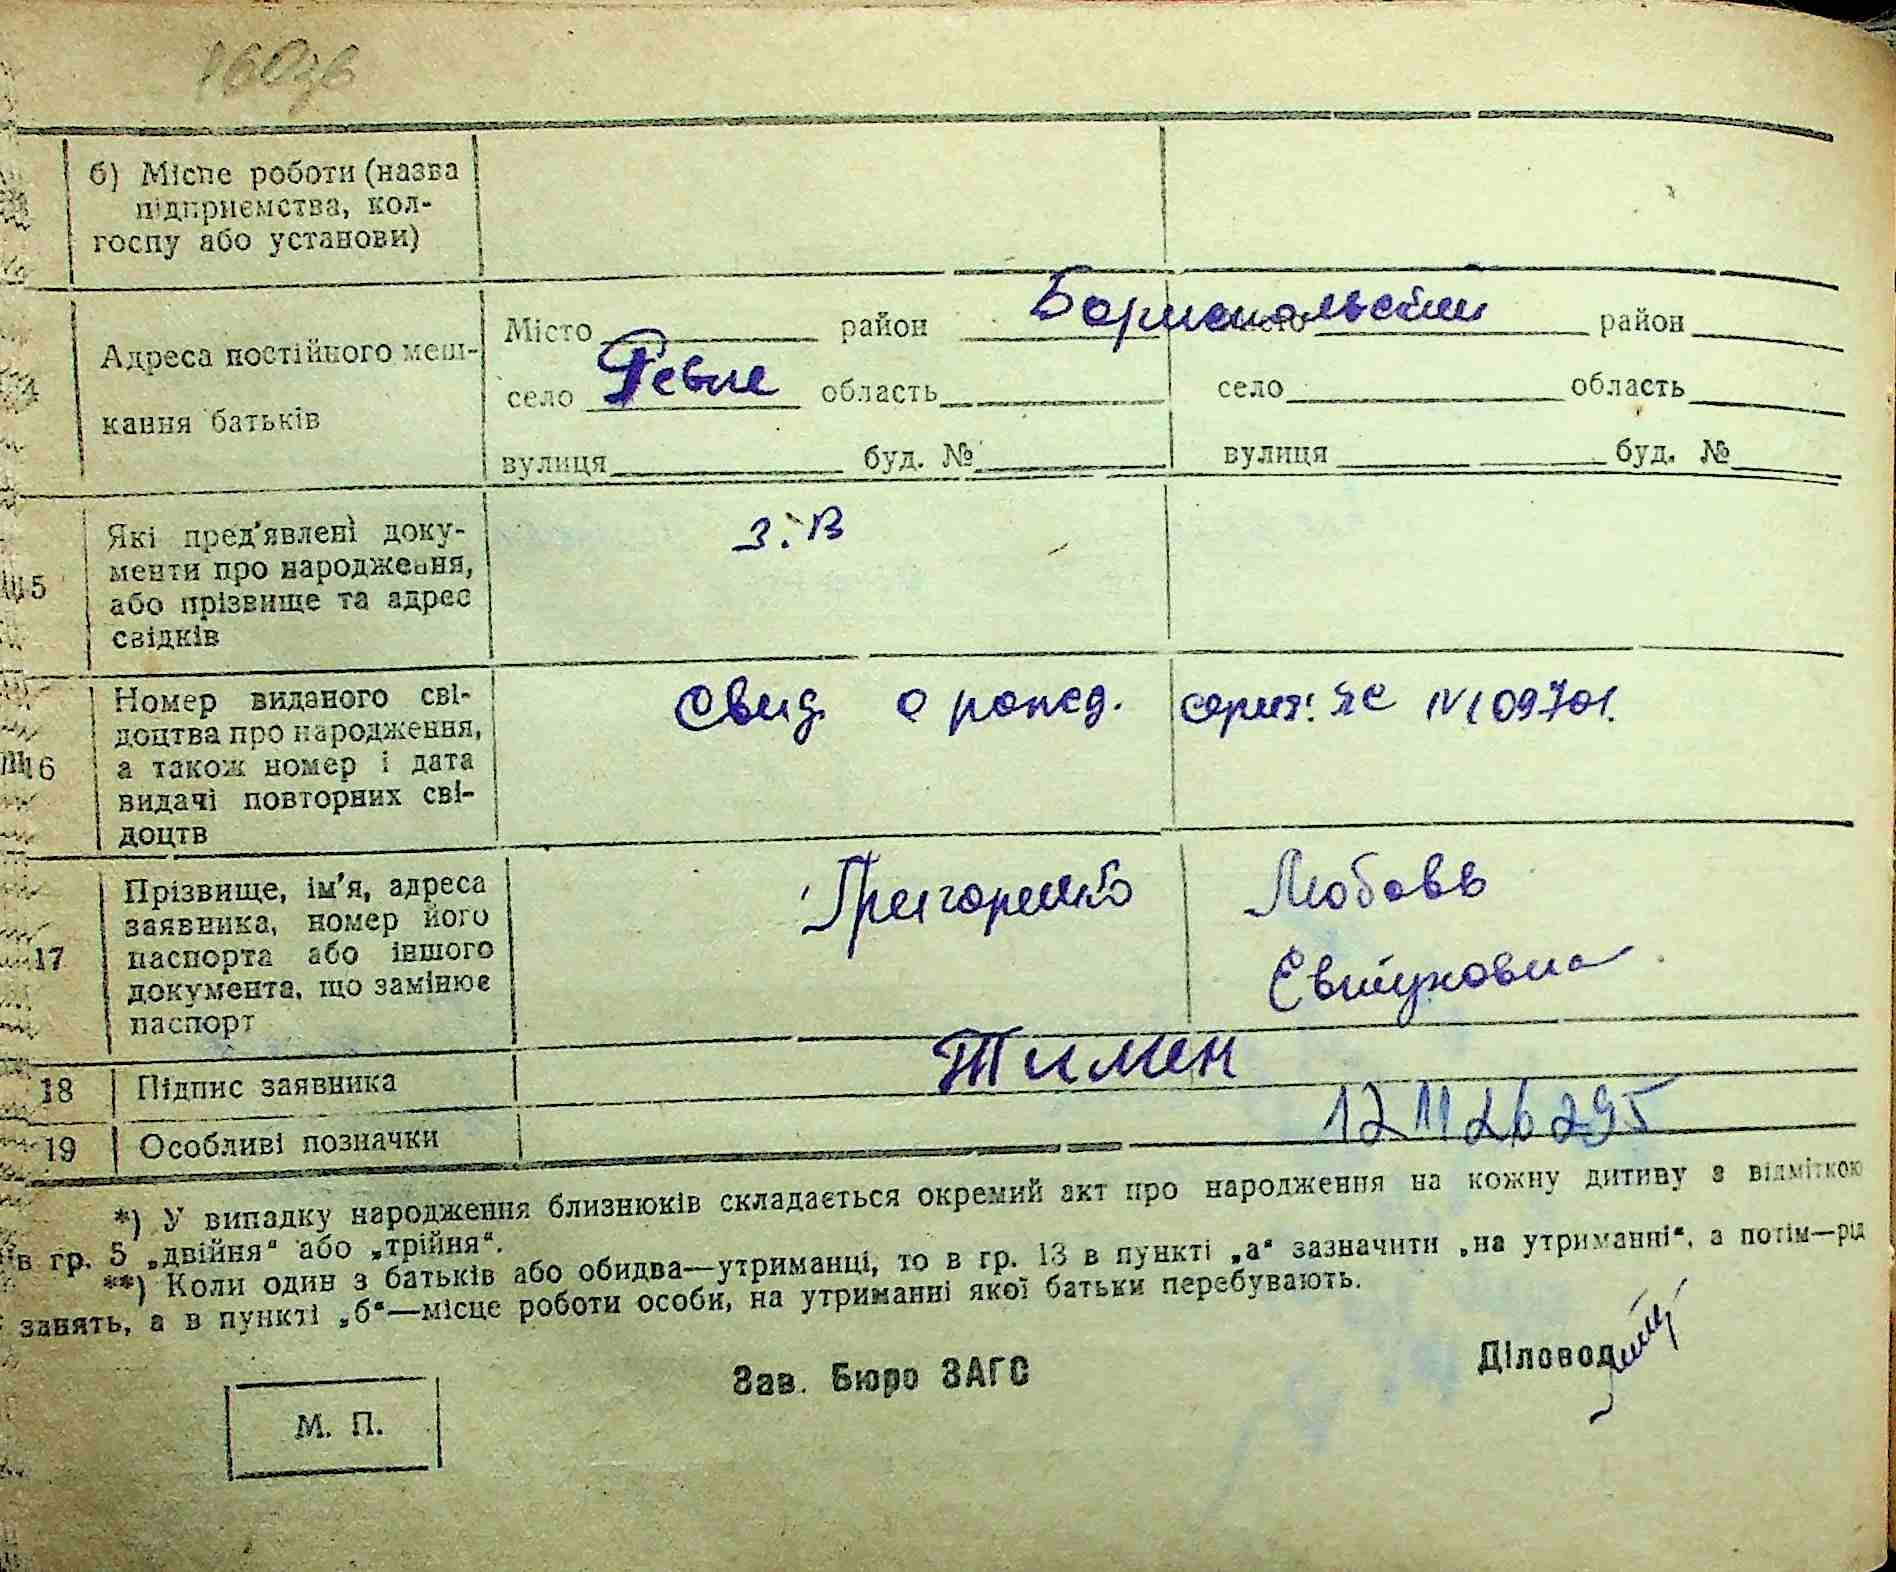 160зв
б) Місце роботи (назва
підприємства, кол-
госпу або установи)
Адреса постійного меш-
кання батьків
Місто район Бориспольский місто район
село Ревне область село область
вулиця буд. № вулиця буд. №
15 Які пред'явлені доку-
менти про народження,
або прізвище та адрес
свідків
З.В
16 Номер виданого сві-
доцтва про народження,
а також номер і дата
видачі повторних сві-
доцтв
Свид. о рожд. серия: ЯС № 109701.
17 Прізвище, ім'я, адреса
заявника, номер його
паспорта або іншого
документа, що замінює
паспорт
Григоренко Любовь
Евтуховна
18 Підпис заявника
19 Особливі позначки
*) У випадку народження близнюків складається окремий акт про народження на кожну дитину з відміткою
в гр. 5 „двійня“ або „трійня“.
**) Коли один з батьків або обидва—утриманці, то в гр. 13 в пункті „а“ зазначити „на утриманні“, а потім—рід
занять, а в пункті „б“—місце роботи особи, на утриманні якої батьки перебувають.
Зав. Бюро ЗАГС Діловод
М. П.